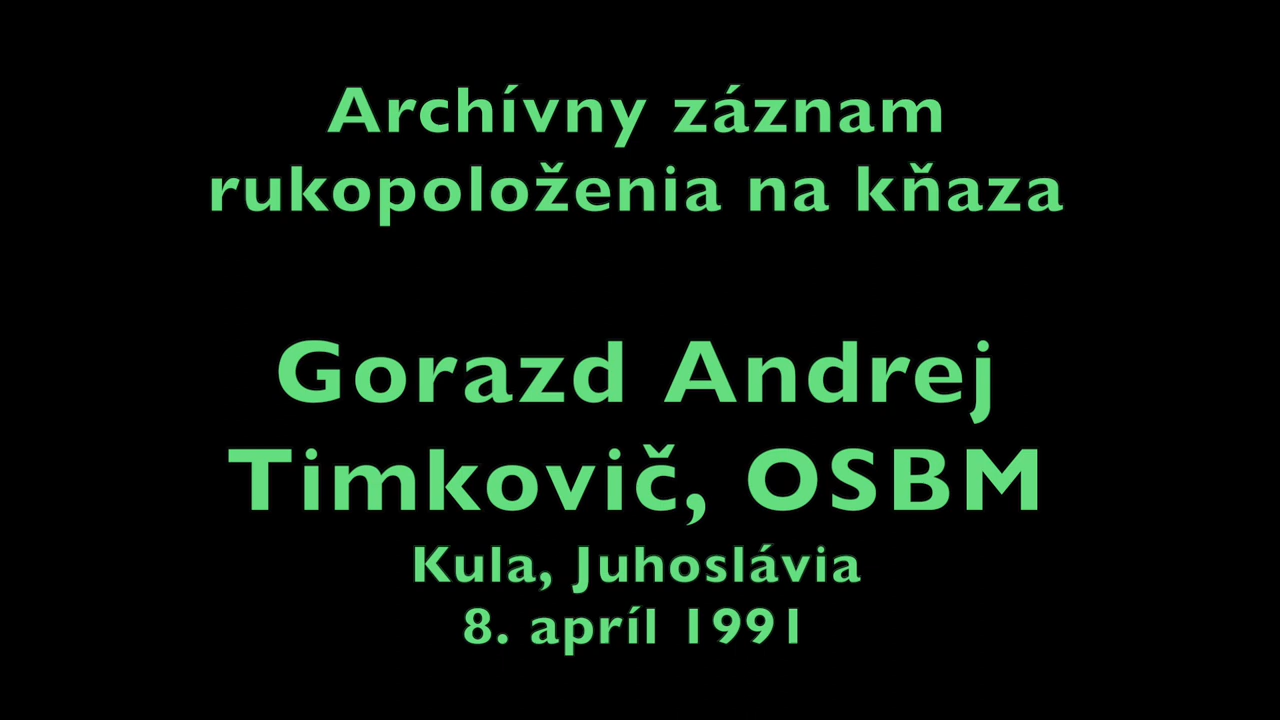 Archívny záznam
rukopoloženia na kňaza
Gorazd Andrej
Timkovič, OSBM
Kula, Juhoslávia
8. apríl 1991